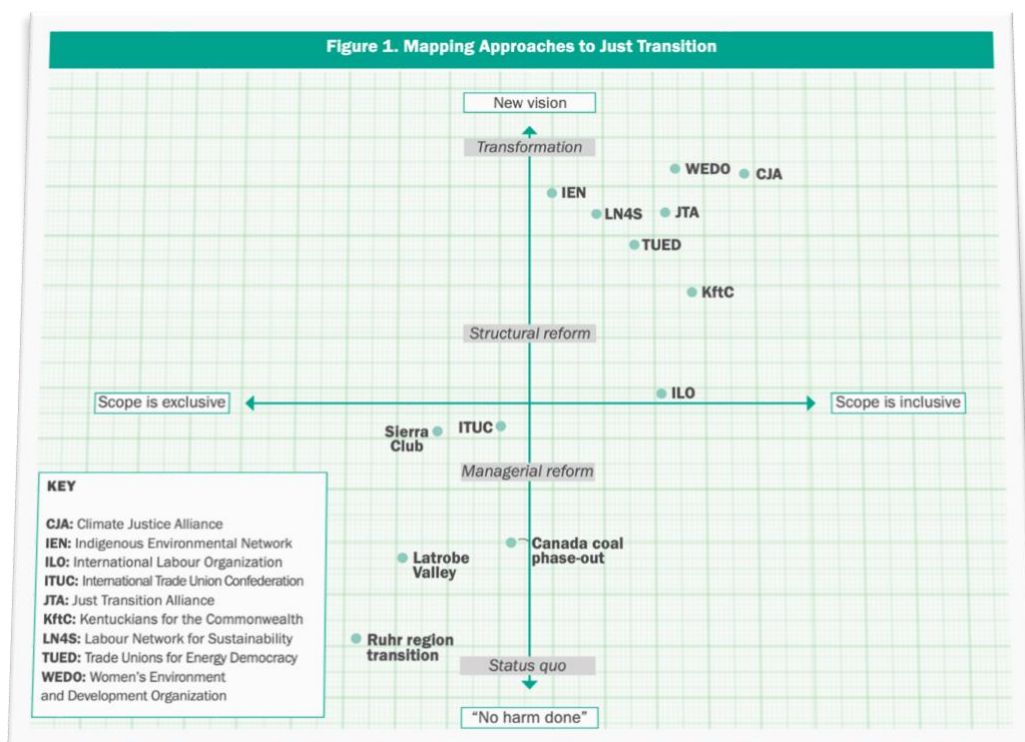 Figure 1. Mapping Approaches to Just Transition
New vision
Transformation
WEDO
CJA
IEN
LN4S
JTA
TUED
KftC
Structural reform
ILO
Scope is exclusive
Scope is inclusive
Sierra
Club
ITUC
Managerial reform
Canada coal
phase-out
Latrobe
Valley
Ruhr region
transition
Status quo
“No harm done”
KEY
CJA: Climate Justice Alliance
IEN: Indigenous Environmental Network
ILO: International Labour Organization
ITUC: International Trade Union Confederation
JTA: Just Transition Alliance
KftC: Kentuckians for the Commonwealth
LN4S: Labour Network for Sustainability
TUED: Trade Unions for Energy Democracy
WEDO: Women's Environment
and Development Organization